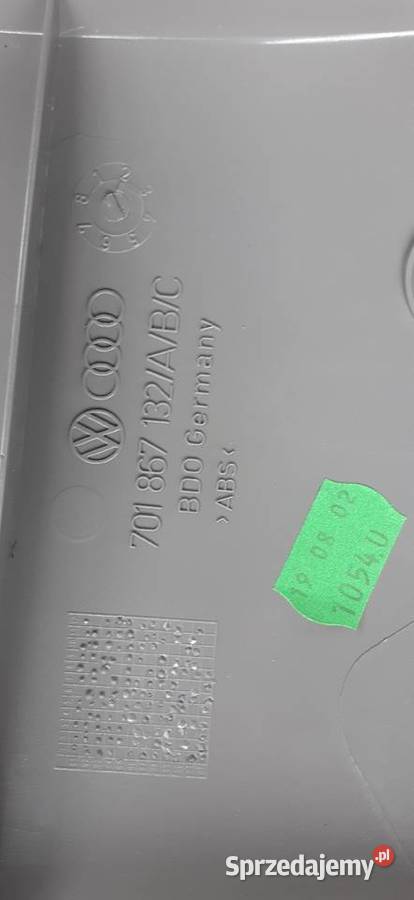 701 867 132/A/B/C
BDO Germany
>ABS<
19 08 02
1054.0
Sprzedajemy.pl